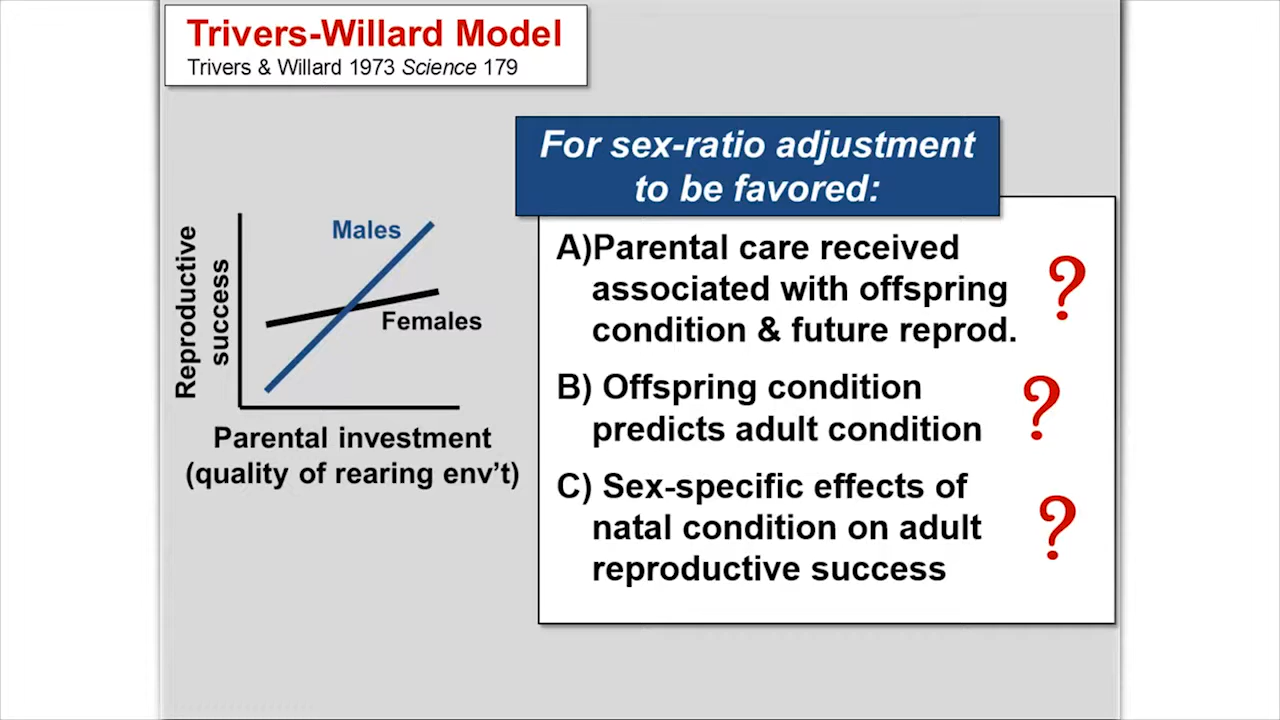 Trivers-Willard Model
Trivers & Willard 1973 Science 179
For sex-ratio adjustment
to be favored:
Reproductive
success
Males
Females
Parental investment
(quality of rearing env’t)
A)Parental care received
associated with offspring
condition & future reprod.
?
B) Offspring condition
predicts adult condition
?
C) Sex-specific effects of
natal condition on adult
reproductive success
?